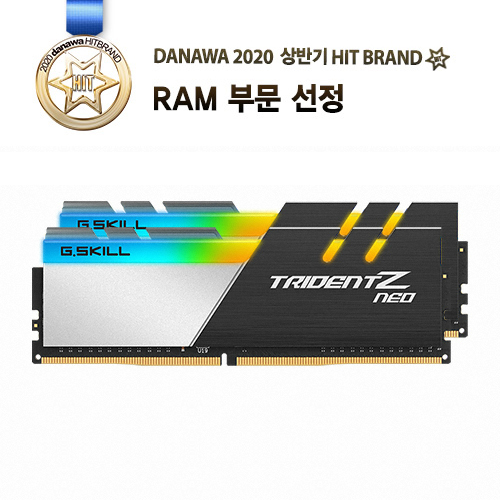 2020 danawa HITBRAND
HIT
DANAWA 2020 상반기 HIT BRAND HIT
RAM 부문 선정
G.SKILL
G.SKILL
TRIDENTZ
NEO